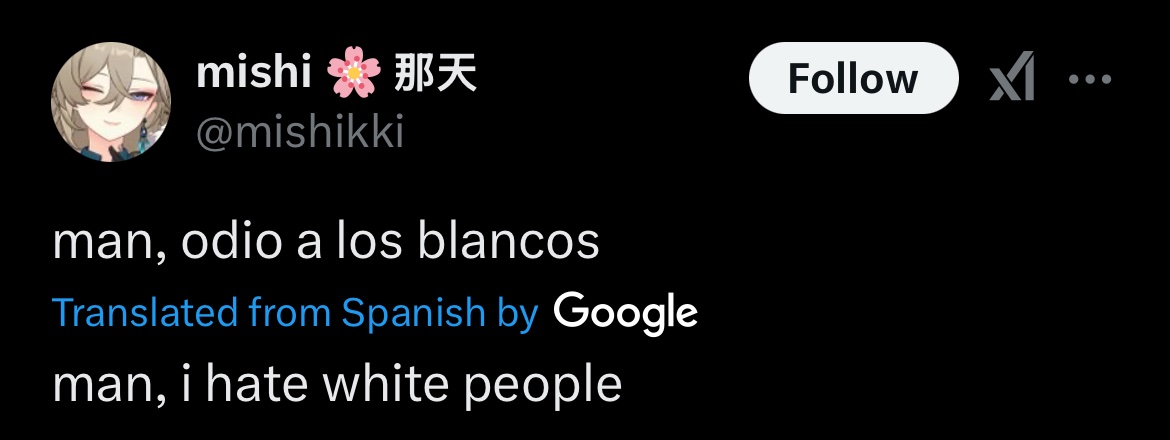 mishi 🌸 那天
Follow
@mishikki
man, odio a los blancos
Translated from Spanish by Google
man, i hate white people